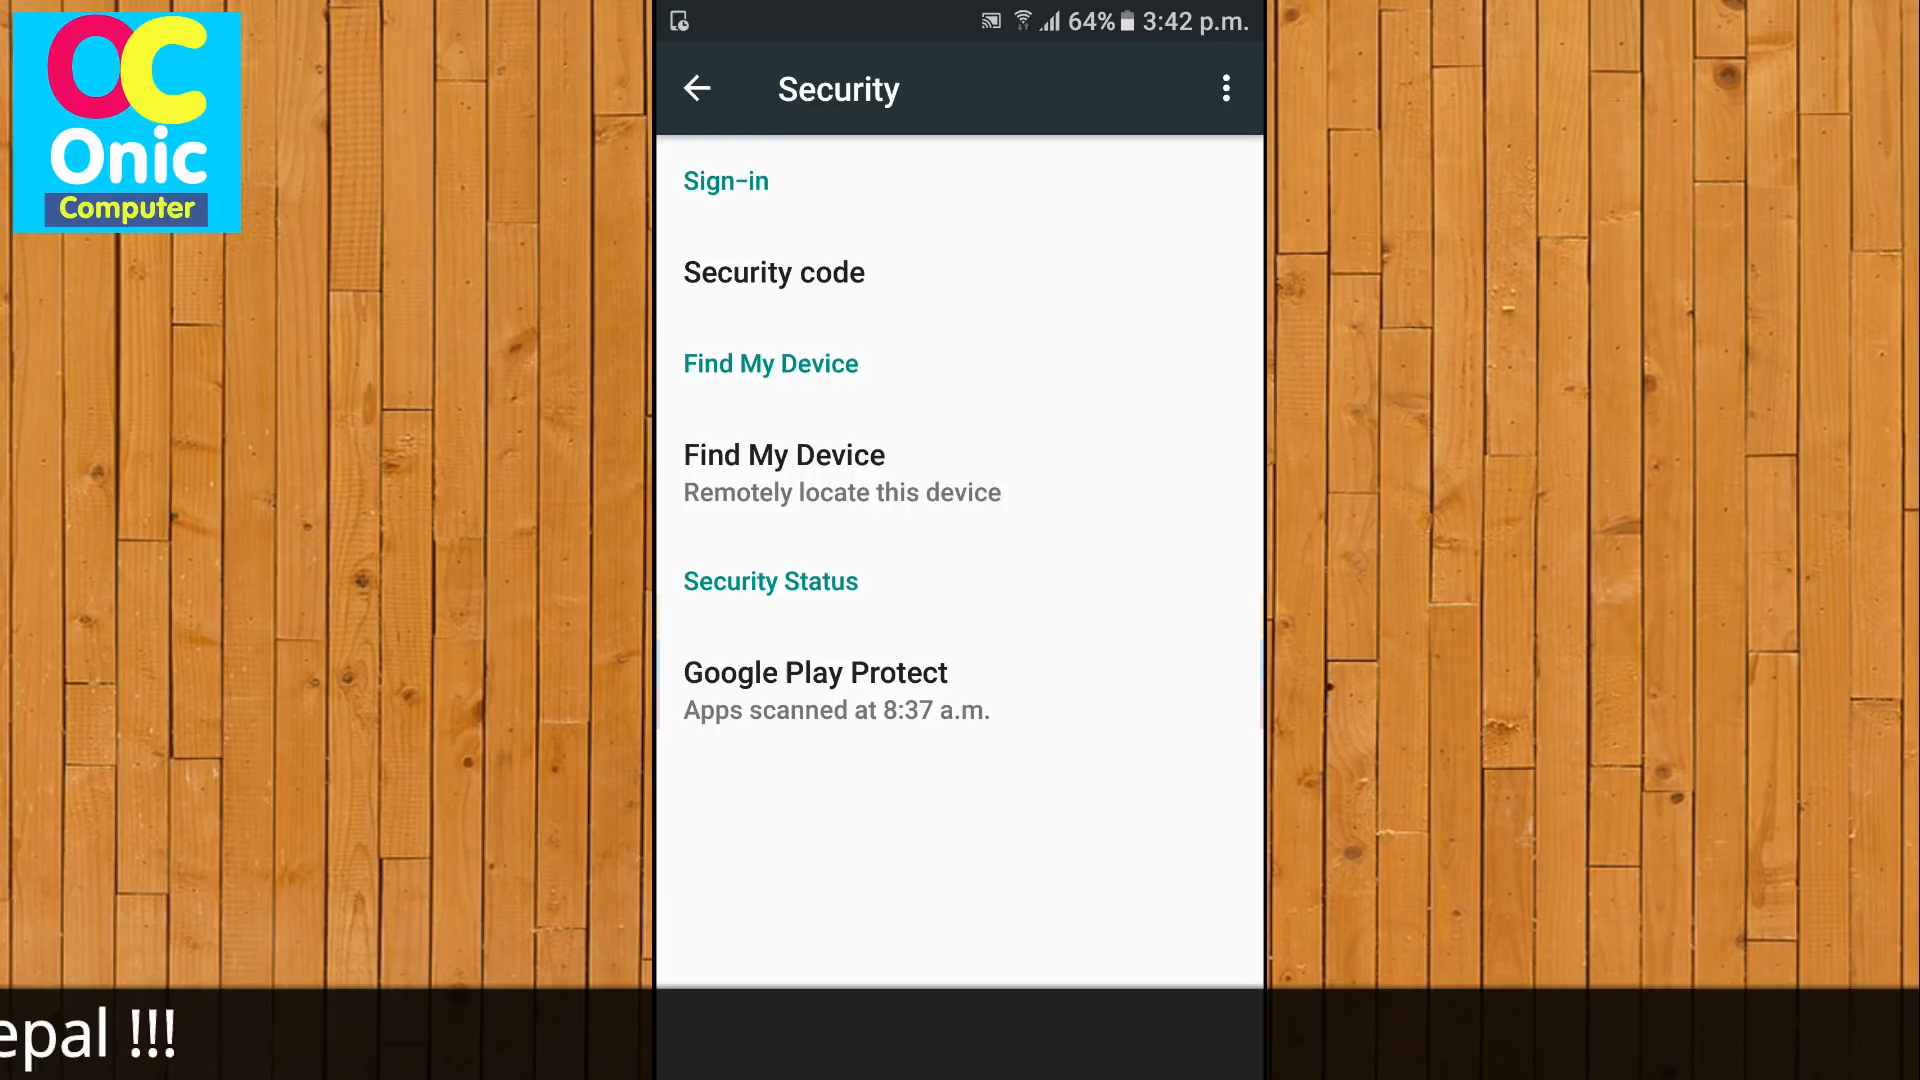 OC
Onic
Computer
64% 3:42 p.m.
Security
Sign-in
Security code
Find My Device
Find My Device
Remotely locate this device
Security Status
Google Play Protect
Apps scanned at 8:37 a.m.
epal !!!